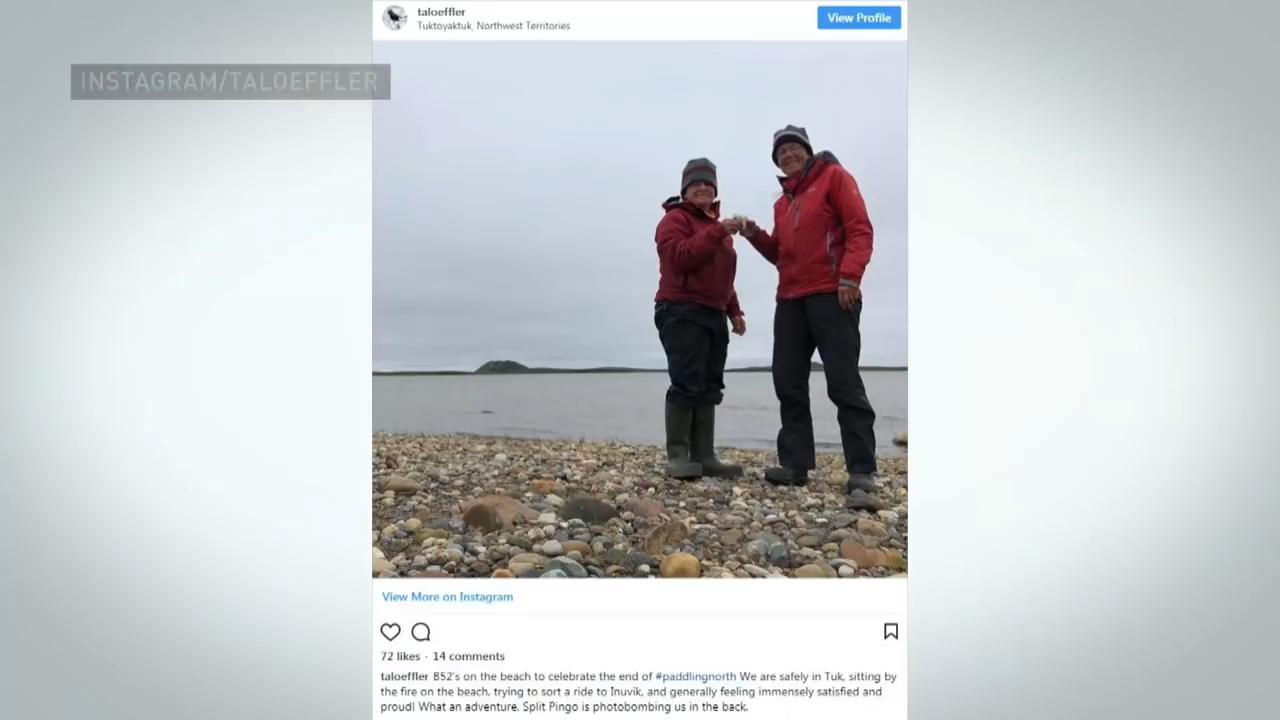 taloeffler
Tuktoyaktuk, Northwest Territories
View Profile
INSTAGRAM/TALOEFFLER
View More on Instagram
72 likes · 14 comments
taloeffler B52's on the beach to celebrate the end of #paddlingnorth We are safely in Tuk, sitting by
the fire on the beach, trying to sort a ride to Inuvik, and generally feeling immensely satisfied and
proud! What an adventure. Split Pingo is photobombing us in the back.